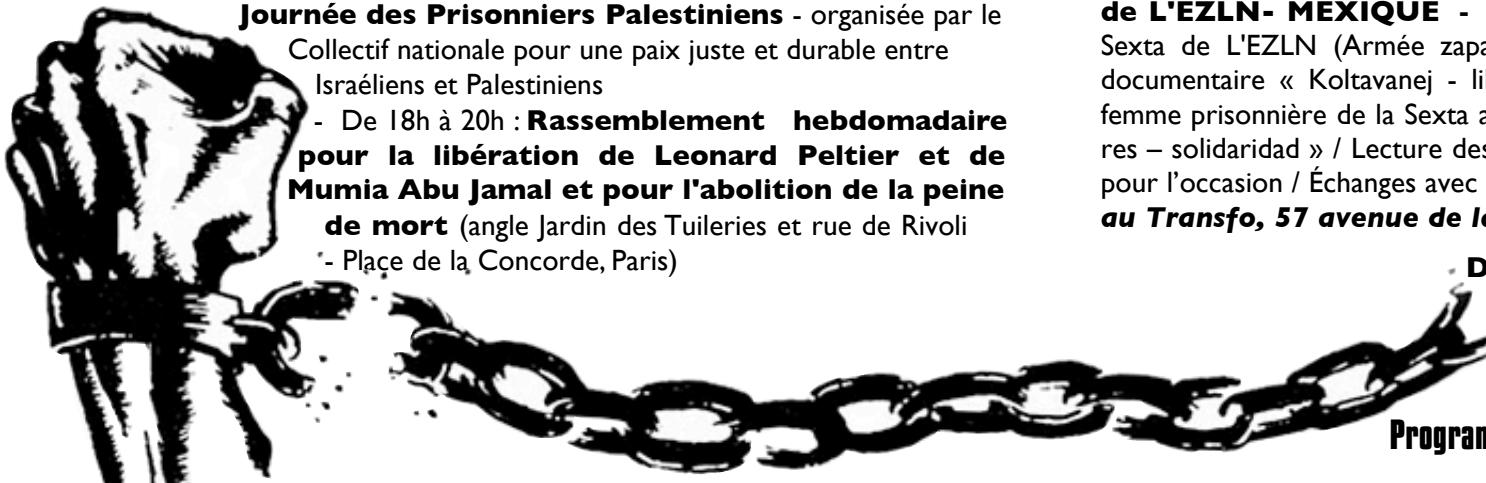 Journée des Prisonniers Palestiniens - organisée par le
Collectif nationale pour une paix juste et durable entre
Israéliens et Palestiniens
- De 18h à 20h : Rassemblement hebdomadaire
pour la libération de Leonard Peltier et de
Mumia Abu Jamal et pour l'abolition de la peine
de mort (angle Jardin des Tuileries et rue de Rivoli
- Place de la Concorde, Paris)
de L'EZLN- MEXIQUE -
Sexta de L'EZLN (Armée
documentaire « Koltavanej -
femme prisonnière de la Sexta
res – solidaridad » / Lecture des
pour l’occasion / Échanges avec
au Transfo, 57 avenue de